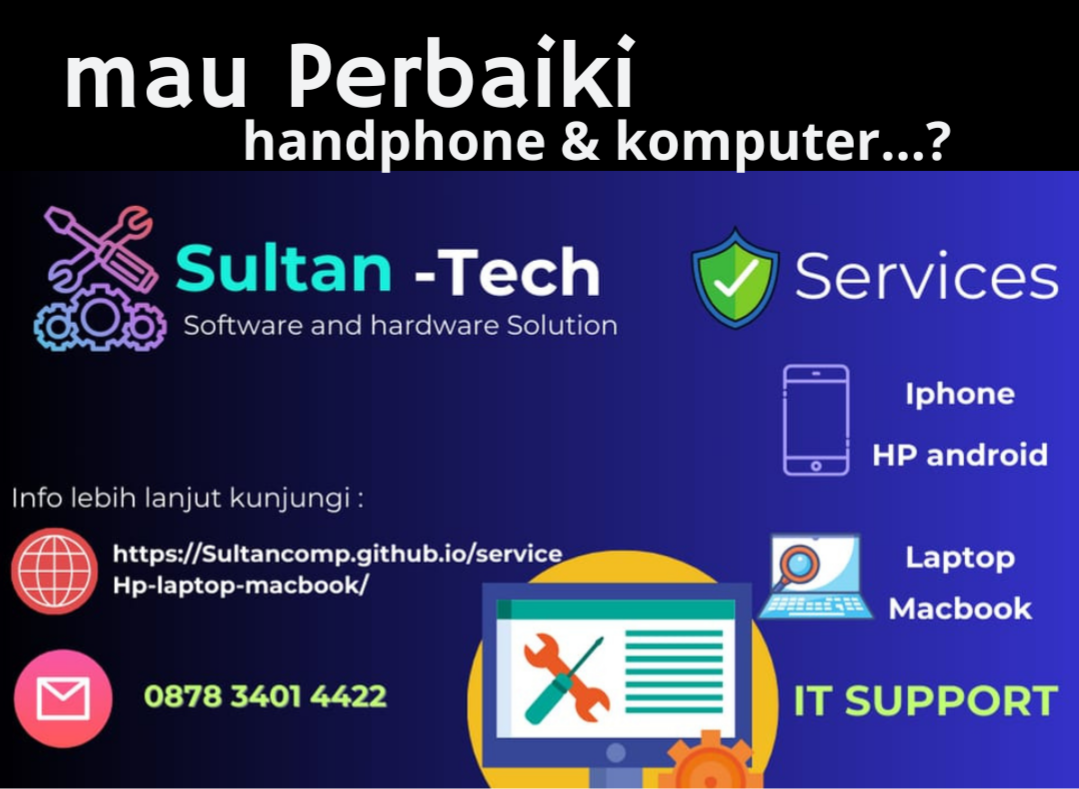 mau Perbaiki
handphone & komputer...?
Sultan -Tech
Software and hardware Solution
Services
Iphone
HP android
Info lebih lanjut kunjungi :
https://Sultancomp.github.io/service
Hp-laptop-macbook/
Laptop
Macbook
0878 3401 4422
IT SUPPORT